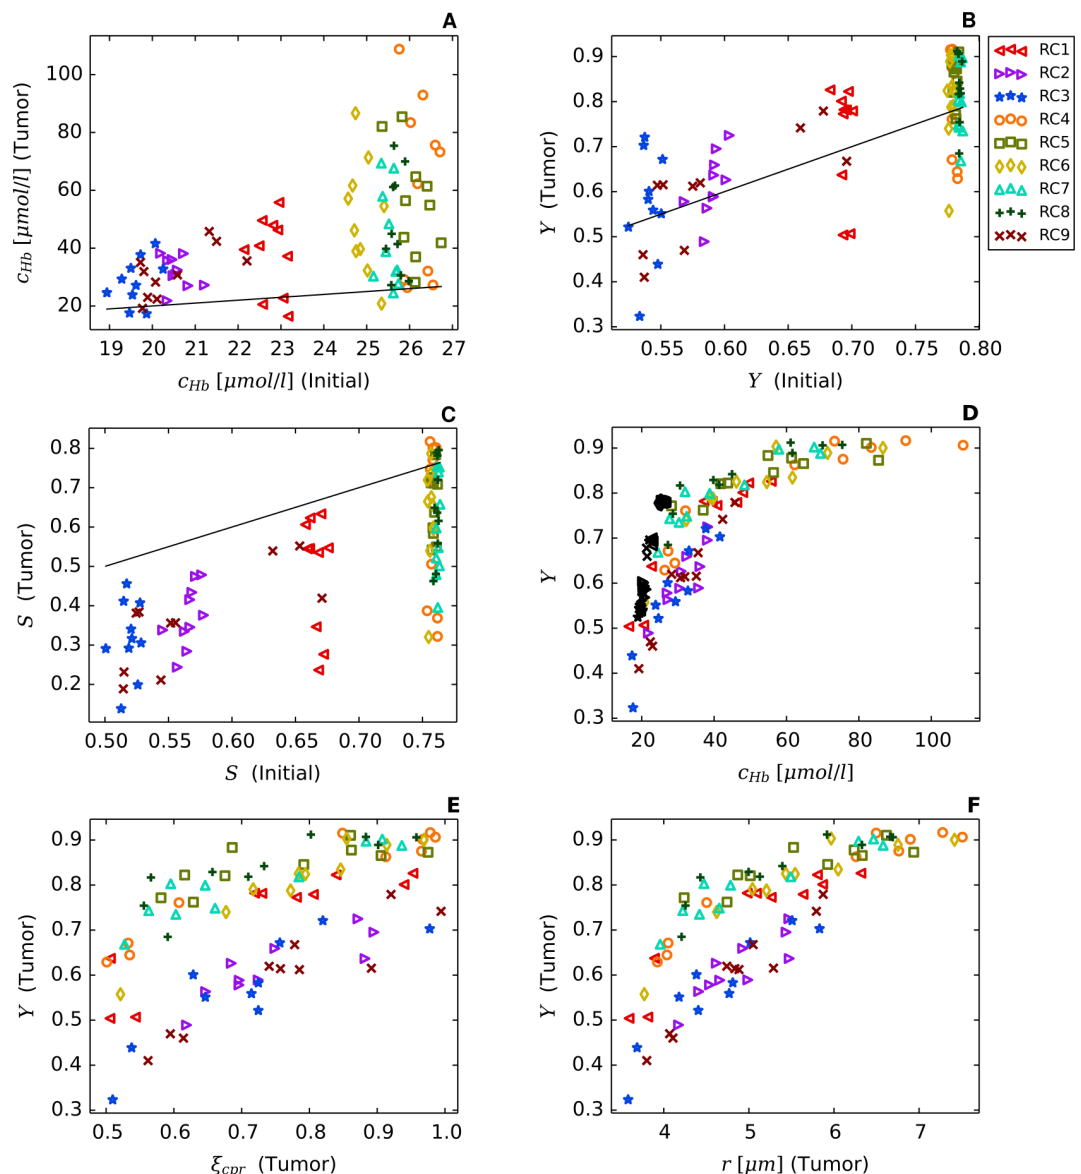 A
c_Hb [μmol/l] (Tumor)
100
80
60
40
20
19 20 21 22 23 24 25 26 27
c_Hb [μmol/l] (Initial)
B
Y (Tumor)
0.9
0.8
0.7
0.6
0.5
0.4
0.3
0.55 0.60 0.65 0.70 0.75 0.80
Y (Initial)
RC1
RC2
RC3
RC4
RC5
RC6
RC7
RC8
RC9
C
S (Tumor)
0.8
0.7
0.6
0.5
0.4
0.3
0.2
0.50 0.55 0.60 0.65 0.70 0.75
S (Initial)
D
Y
0.9
0.8
0.7
0.6
0.5
0.4
0.3
20 40 60 80 100
c_Hb [μmol/l]
E
Y (Tumor)
0.9
0.8
0.7
0.6
0.5
0.4
0.3
0.5 0.6 0.7 0.8 0.9 1.0
ξ_cpr (Tumor)
F
Y (Tumor)
0.9
0.8
0.7
0.6
0.5
0.4
0.3
4 5 6 7
r [μm] (Tumor)